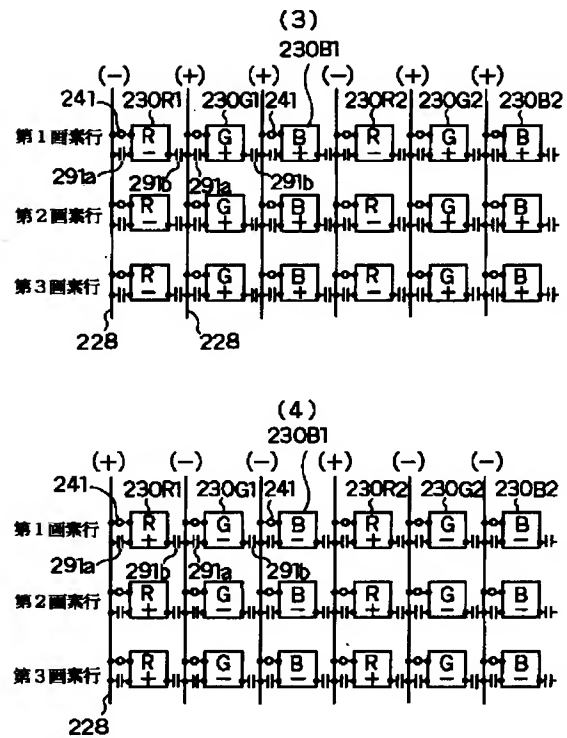 (3)
230B1
(-) (+) (+) (-) (+) (+)
241 230R1 230G1 241 230R2 230G2 230B2
第1画素行 R G B R G B
- + + - + +
291a 291b 291a 291b
第2画素行 R G B R G B
- + + - + +
第3画素行 R G B R G B
- + + - + +
228 228
(4)
230B1
(+) (-) (-) (+) (-) (-)
241 230R1 230G1 241 230R2 230G2 230B2
第1画素行 R G B R G B
+ - - + - -
291a 291b 291a 291b
第2画素行 R G B R G B
+ - - + - -
第3画素行 R G B R G B
+ - - + - -
228